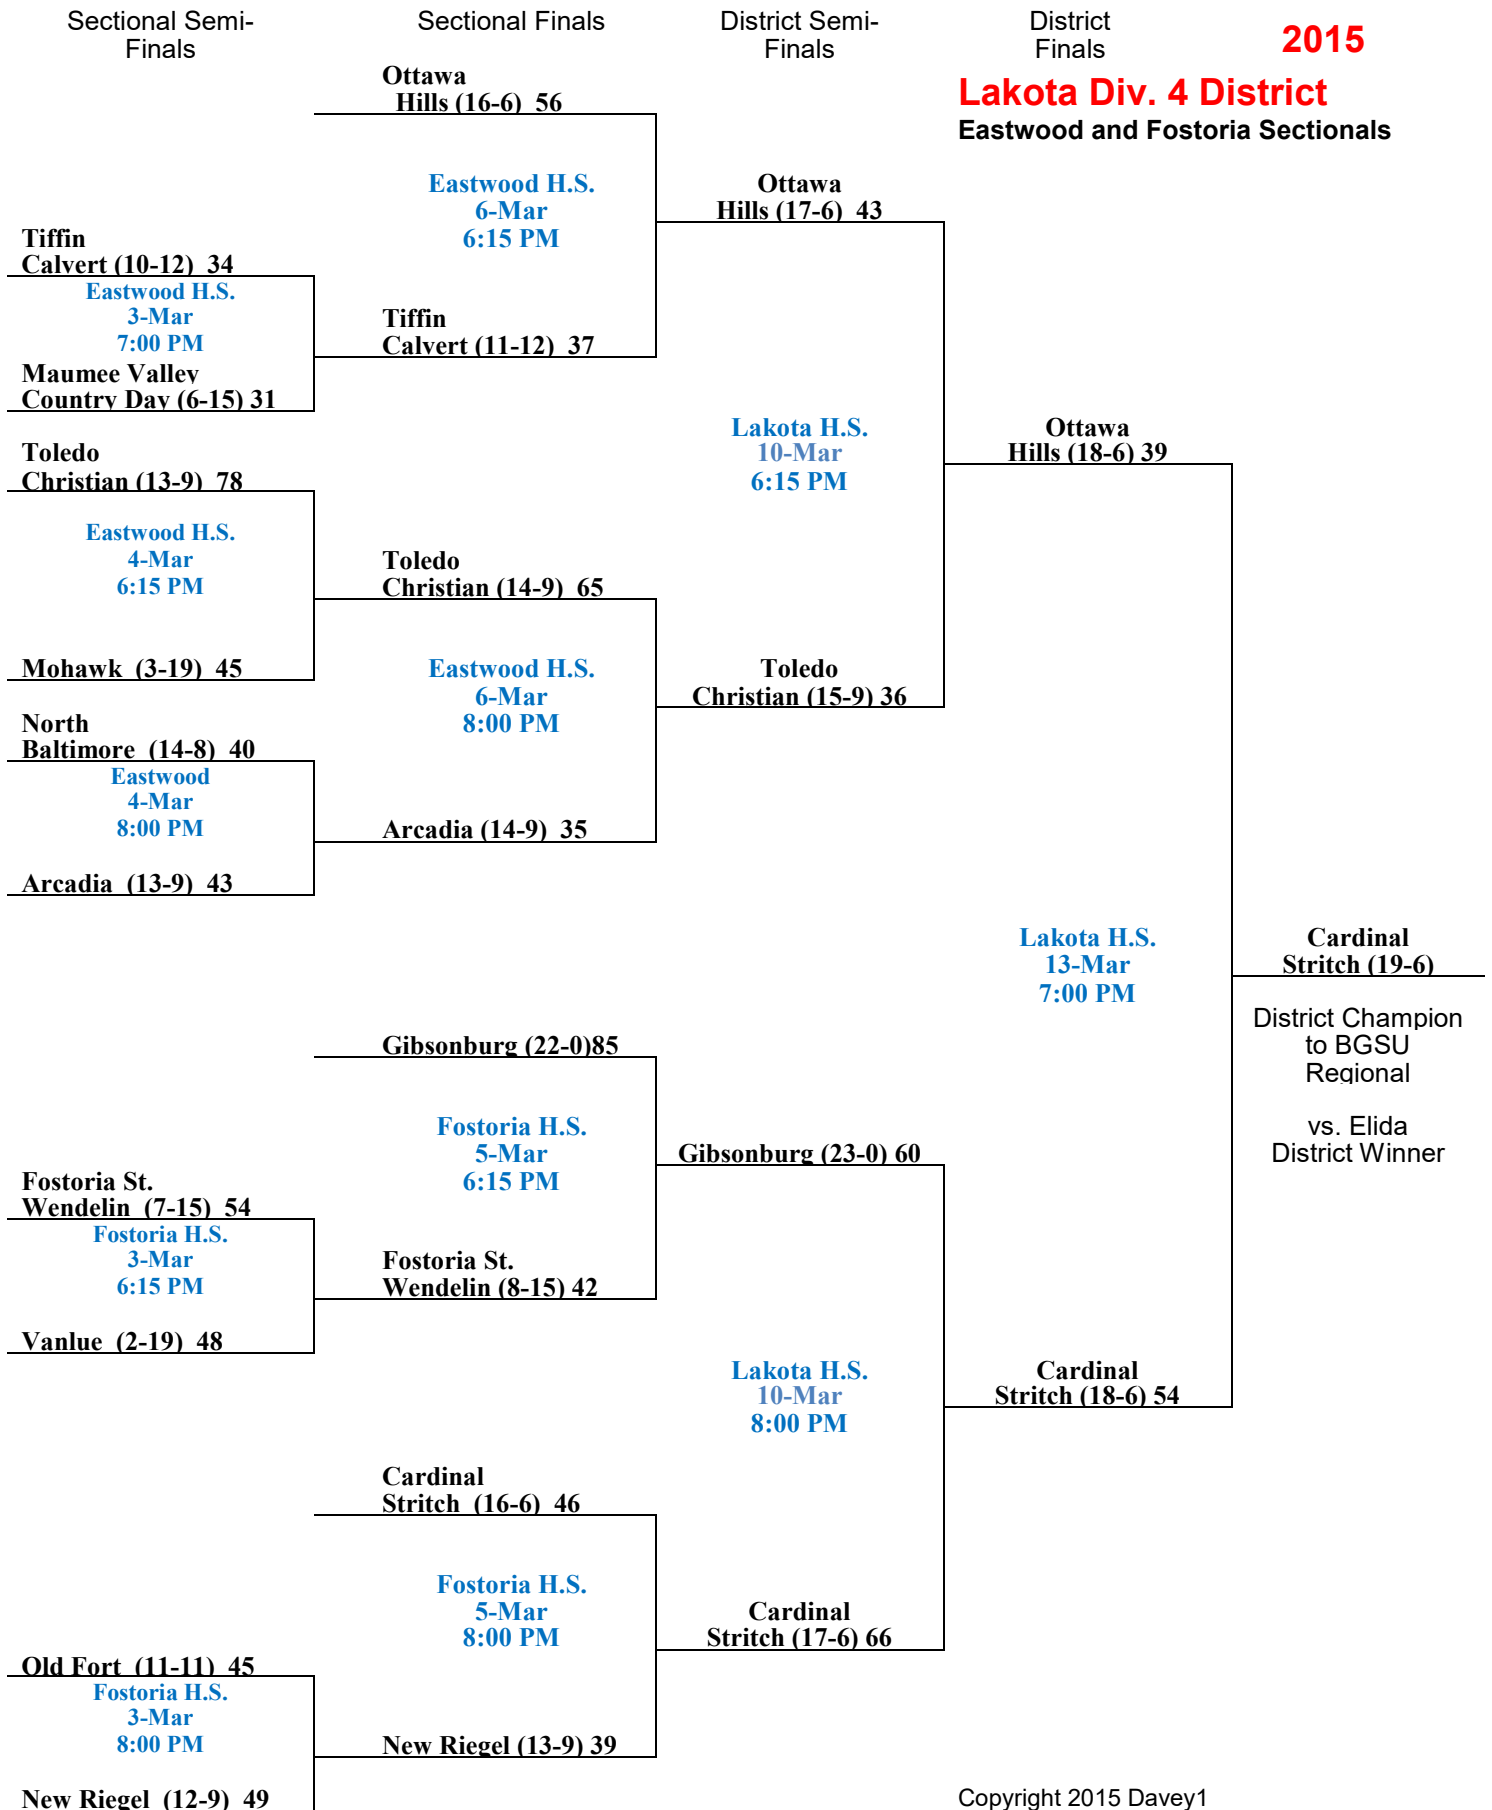 Sectional Semi-
Finals
Sectional Finals
District Semi-
Finals
District
Finals
2015
Lakota Div. 4 District
Eastwood and Fostoria Sectionals
Ottawa
Hills (16-6)  56
Eastwood H.S.
6-Mar
6:15 PM
Ottawa
Hills (17-6)  43
Tiffin
Calvert (10-12)  34
Eastwood H.S.
3-Mar
7:00 PM
Tiffin
Calvert (11-12)  37
Maumee Valley
Country Day (6-15) 31
Lakota H.S.
10-Mar
6:15 PM
Ottawa
Hills (18-6) 39
Toledo
Christian (13-9)  78
Eastwood H.S.
4-Mar
6:15 PM
Toledo
Christian (14-9)  65
Mohawk  (3-19)  45
Eastwood H.S.
6-Mar
8:00 PM
Toledo
Christian (15-9) 36
North
Baltimore  (14-8)  40
Eastwood
4-Mar
8:00 PM
Arcadia (14-9)  35
Arcadia  (13-9)  43
Lakota H.S.
13-Mar
7:00 PM
Cardinal
Stritch (19-6)
District Champion
to BGSU
Regional
vs. Elida
District Winner
Gibsonburg (22-0)85
Fostoria H.S.
5-Mar
6:15 PM
Gibsonburg (23-0) 60
Fostoria St.
Wendelin  (7-15)  54
Fostoria H.S.
3-Mar
6:15 PM
Fostoria St.
Wendelin (8-15) 42
Vanlue  (2-19)  48
Lakota H.S.
10-Mar
8:00 PM
Cardinal
Stritch (18-6) 54
Cardinal
Stritch  (16-6)  46
Fostoria H.S.
5-Mar
8:00 PM
Cardinal
Stritch (17-6) 66
Old Fort  (11-11)  45
Fostoria H.S.
3-Mar
8:00 PM
New Riegel (13-9) 39
New Riegel  (12-9)  49
Copyright 2015 Davey1